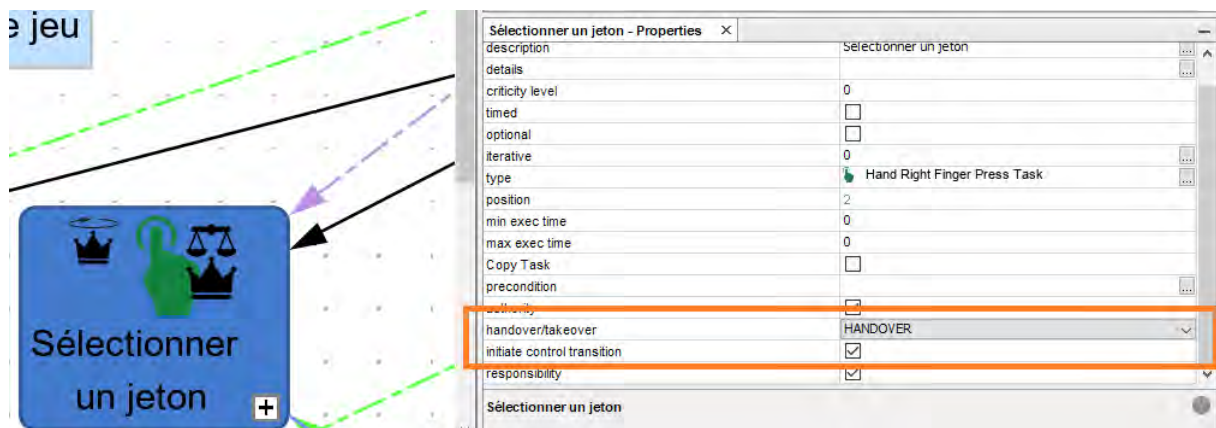 e jeu
Sélectionner
un jeton
Sélectionner un jeton - Properties ×
description Sélectionner un jeton ...
details ...
criticity level 0
timed
optional
iterative 0 ...
type Hand Right Finger Press Task ...
position 2
min exec time 0
max exec time 0
Copy Task
precondition ...
authority
handover/takeover HANDOVER
initiate control transition
responsibility
Sélectionner un jeton